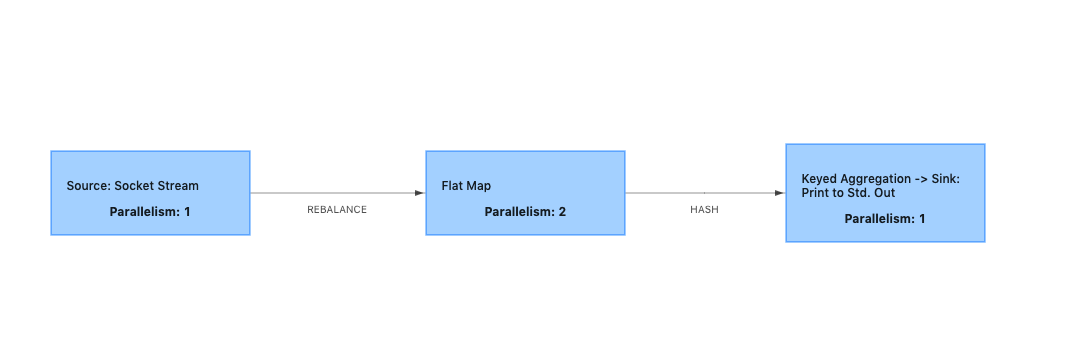 Source: Socket Stream
Parallelism: 1
REBALANCE
Flat Map
Parallelism: 2
HASH
Keyed Aggregation -> Sink:
Print to Std. Out
Parallelism: 1